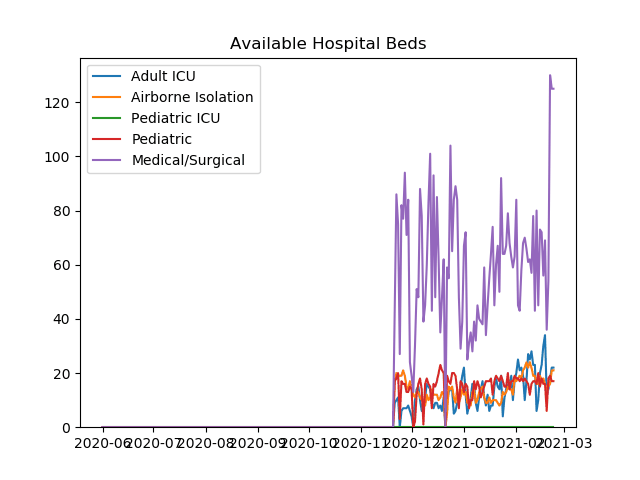 Available Hospital Beds
Adult ICU
Airborne Isolation
Pediatric ICU
Pediatric
Medical/Surgical
120
100
80
60
40
20
0
2020-06 2020-07 2020-08 2020-09 2020-10 2020-11 2020-12 2021-01 2021-02 2021-03